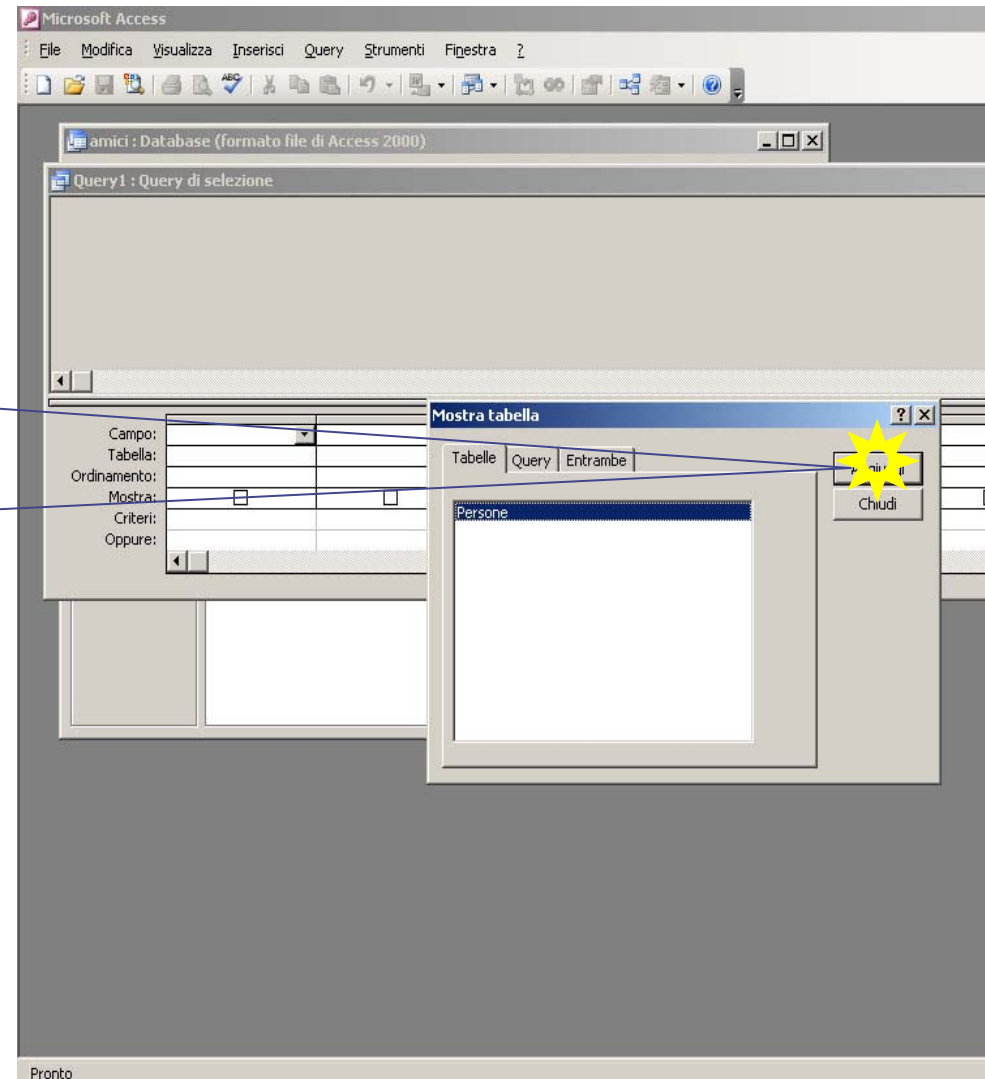 Microsoft Access
File Modifica Visualizza Inserisci Query Strumenti Finestra ?
amici : Database (formato file di Access 2000)
Query1 : Query di selezione
Campo:
Tabella:
Ordinamento:
Mostra:
Criteri:
Oppure:
Mostra tabella
Tabelle Query Entrambe
Persone
Chiudi
Pronto